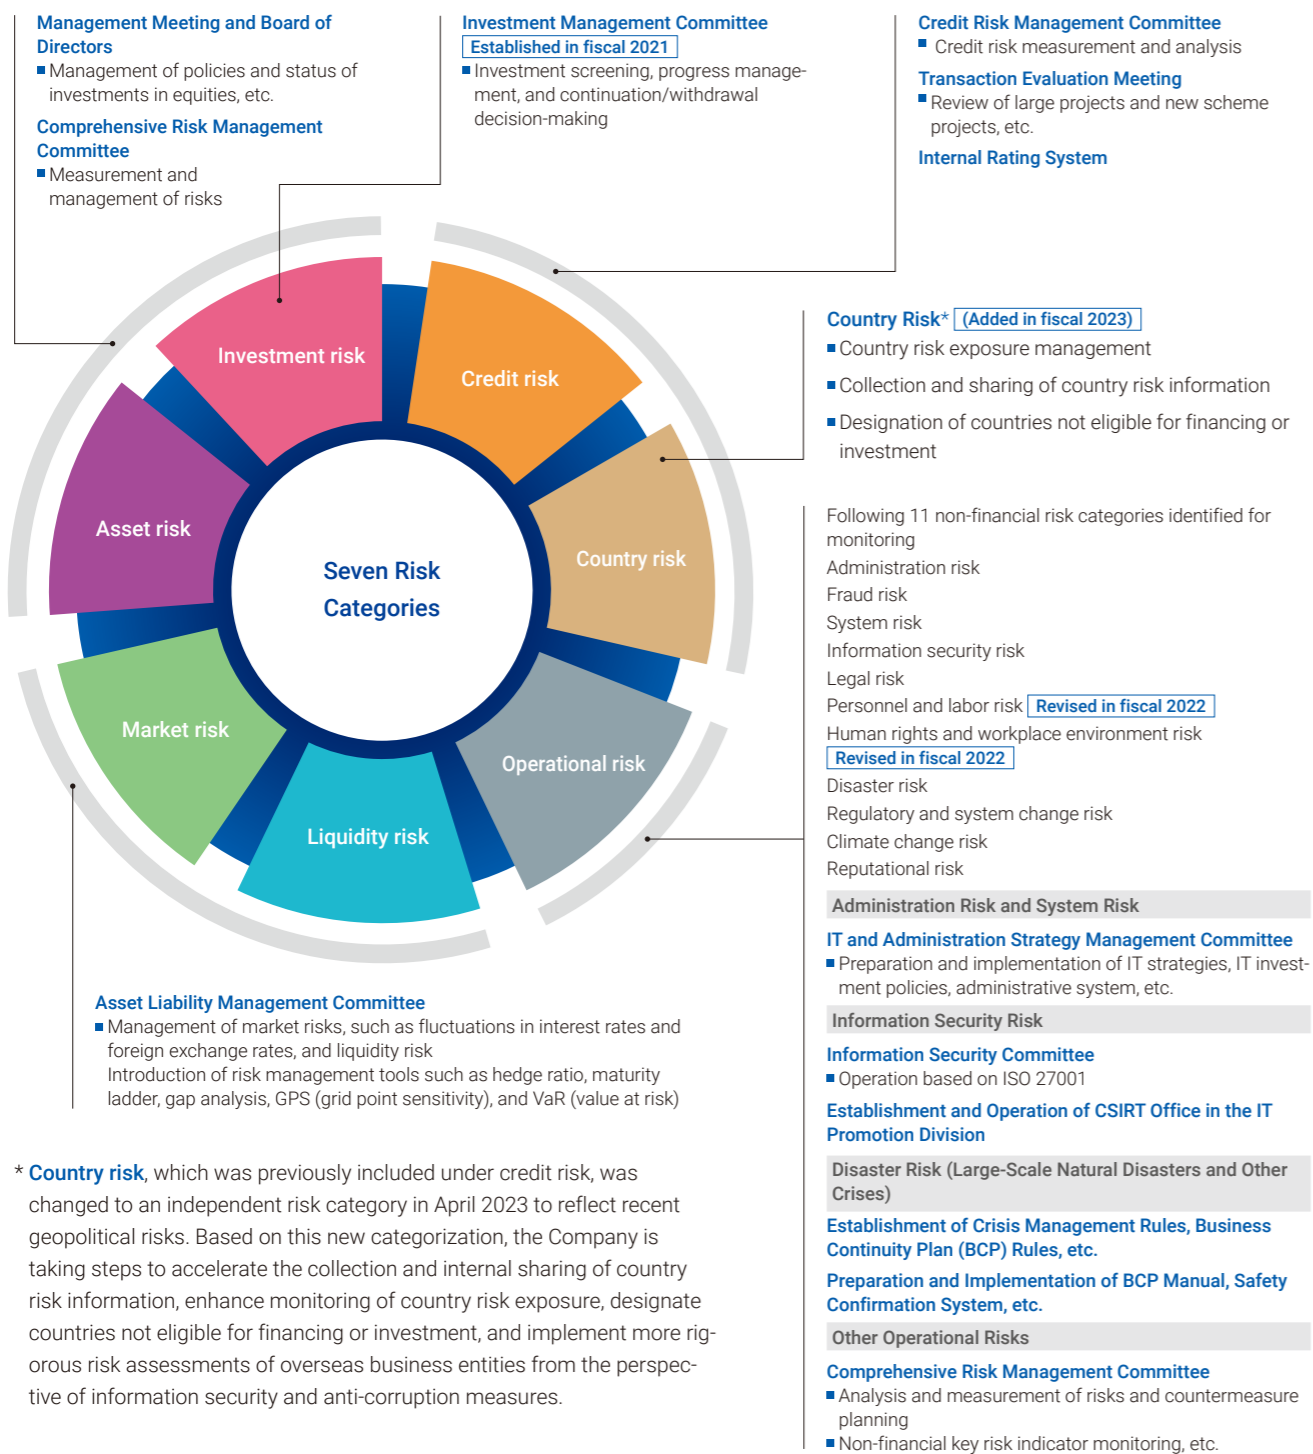 Management Meeting and Board of
Directors
Management of policies and status of
investments in equities, etc.
Comprehensive Risk Management
Committee
Measurement and
management of risks
Investment Management Committee
Established in fiscal 2021
Investment screening, progress manage-
ment, and continuation/withdrawal
decision-making
Credit Risk Management Committee
Credit risk measurement and analysis
Transaction Evaluation Meeting
Review of large projects and new scheme
projects, etc.
Internal Rating System
Investment risk
Credit risk
Asset risk
Country risk
Seven Risk
Categories
Market risk
Operational risk
Liquidity risk
Country Risk* (Added in fiscal 2023)
Country risk exposure management
Collection and sharing of country risk information
Designation of countries not eligible for financing or
investment
Following 11 non-financial risk categories identified for
monitoring
Administration risk
Fraud risk
System risk
Information security risk
Legal risk
Personnel and labor risk Revised in fiscal 2022
Human rights and workplace environment risk
Revised in fiscal 2022
Disaster risk
Regulatory and system change risk
Climate change risk
Reputational risk
Administration Risk and System Risk
IT and Administration Strategy Management Committee
Preparation and implementation of IT strategies, IT invest-
ment policies, administrative system, etc.
Information Security Risk
Information Security Committee
Operation based on ISO 27001
Establishment and Operation of CSIRT Office in the IT
Promotion Division
Disaster Risk (Large-Scale Natural Disasters and Other
Crises)
Establishment of Crisis Management Rules, Business
Continuity Plan (BCP) Rules, etc.
Preparation and Implementation of BCP Manual, Safety
Confirmation System, etc.
Other Operational Risks
Comprehensive Risk Management Committee
Analysis and measurement of risks and countermeasure
planning
Non-financial key risk indicator monitoring, etc.
Asset Liability Management Committee
Management of market risks, such as fluctuations in interest rates and
foreign exchange rates, and liquidity risk
Introduction of risk management tools such as hedge ratio, maturity
ladder, gap analysis, GPS (grid point sensitivity), and VaR (value at risk)
* Country risk, which was previously included under credit risk, was
changed to an independent risk category in April 2023 to reflect recent
geopolitical risks. Based on this new categorization, the Company is
taking steps to accelerate the collection and internal sharing of country
risk information, enhance monitoring of country risk exposure, designate
countries not eligible for financing or investment, and implement more rig-
orous risk assessments of overseas business entities from the perspec-
tive of information security and anti-corruption measures.